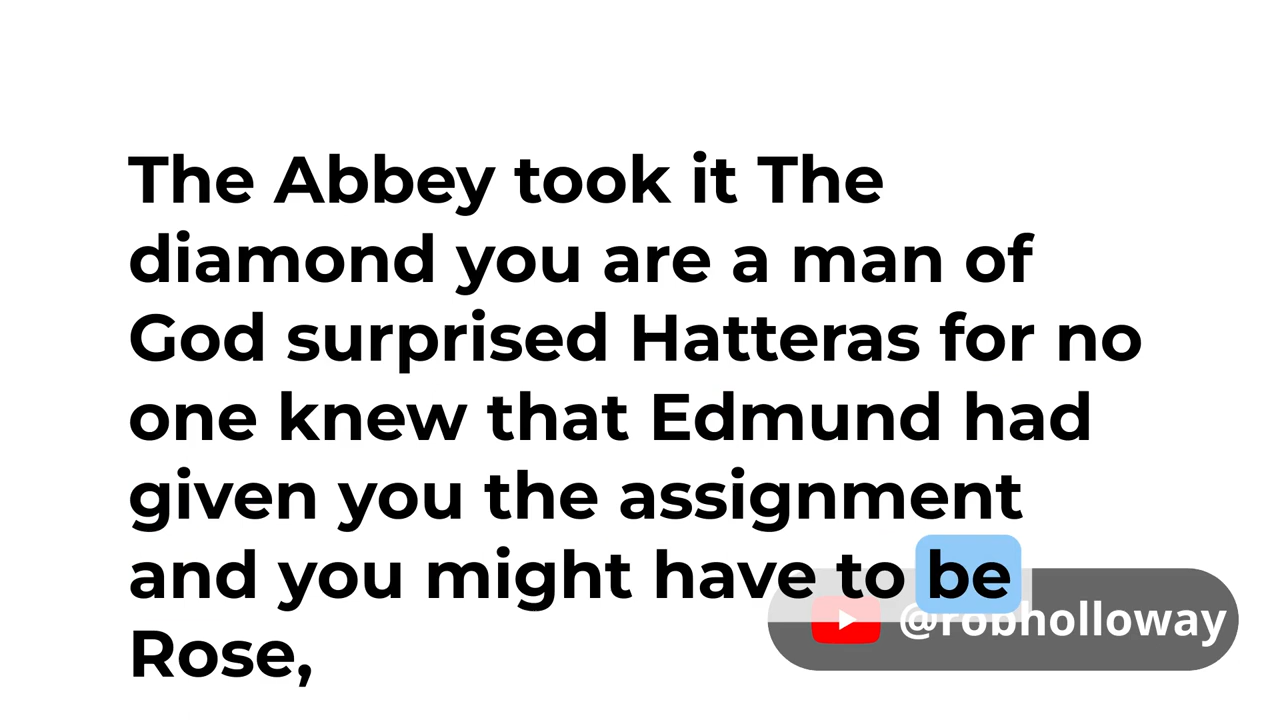 The Abbey took it The
diamond you are a man of
God surprised Hatteras for no
one knew that Edmund had
given you the assignment
and you might have to be
Rose,
@robholloway